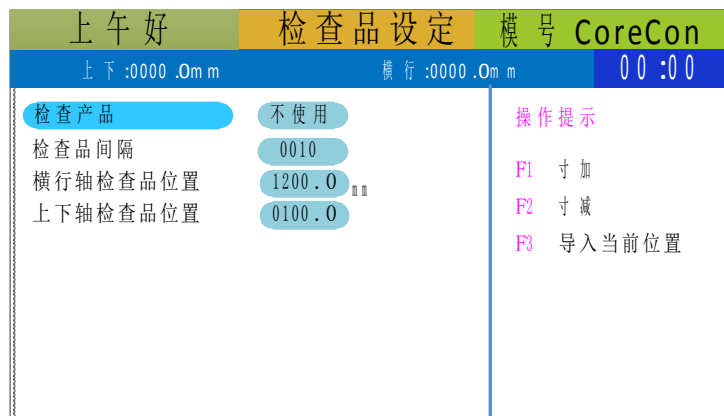 上午好 检查品设定 模号 CoreCon
上下:0000.0mm 横行:0000.0mm 00:00
检查产品 不使用
检查品间隔 0010
横行轴检查品位置 1200.0 mm
上下轴检查品位置 0100.0
操作提示
F1 寸加
F2 寸减
F3 导入当前位置